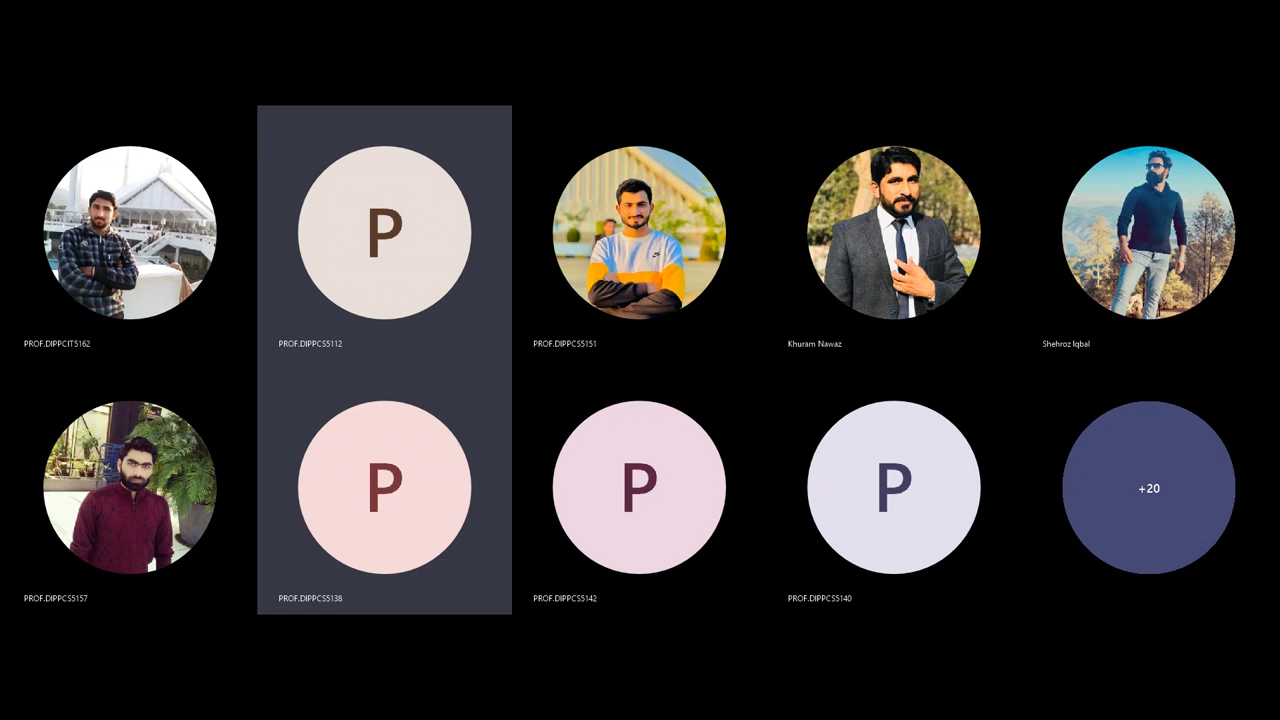 P
PROF.DIPPCIT5162
PROF.DIPPCS5112
PROF.DIPPCS5151
Khuram Nawaz
Shehroz Iqbal
P
P
P
+20
PROF.DIPPCS5157
PROF.DIPPCS5138
PROF.DIPPCS5142
PROF.DIPPCS5140